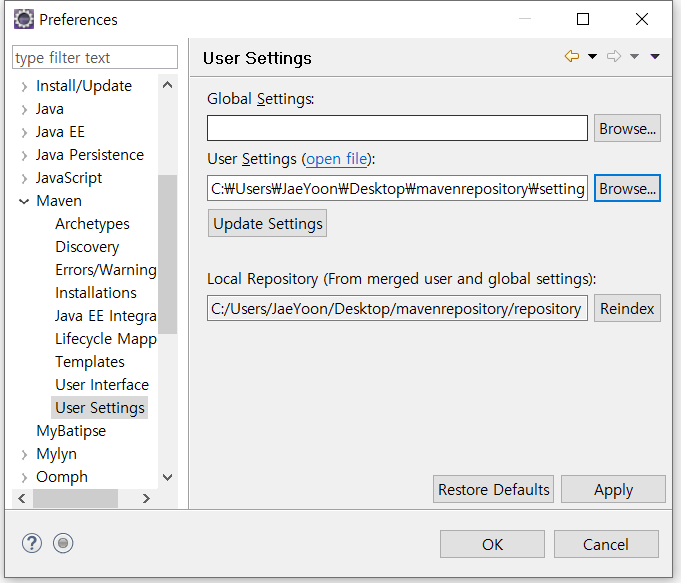 Preferences
type filter text
Install/Update
Java
Java EE
Java Persistence
JavaScript
Maven
Archetypes
Discovery
Errors/Warning
Installations
Java EE Integra
Lifecycle Mapp
Templates
User Interface
User Settings
MyBatipse
Mylyn
Oomph
User Settings
Global Settings:
Browse...
User Settings (open file):
C:₩Users₩JaeYoon₩Desktop₩mavenrepository₩setting Browse...
Update Settings
Local Repository (From merged user and global settings):
C:/Users/JaeYoon/Desktop/mavenrepository/repository Reindex
Restore Defaults Apply
OK Cancel